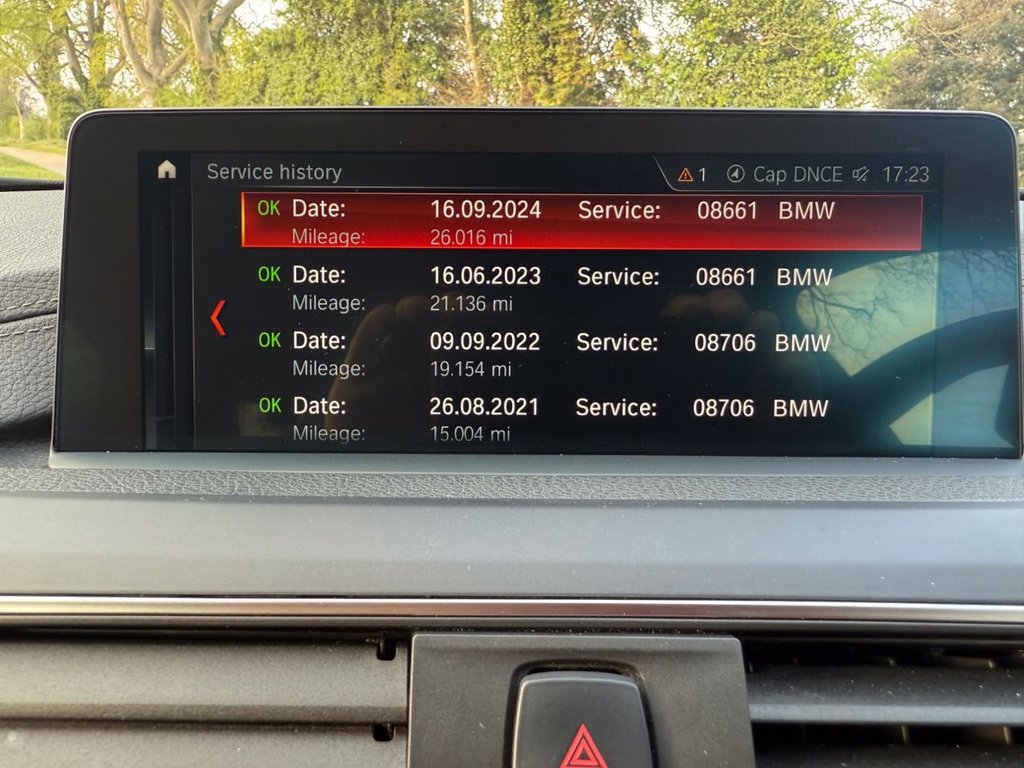 Service history 1 Cap DNCE 17:23
OK Date: 16.09.2024 Service: 08661 BMW
Mileage: 26.016 mi
OK Date: 16.06.2023 Service: 08661 BMW
Mileage: 21.136 mi
OK Date: 09.09.2022 Service: 08706 BMW
Mileage: 19.154 mi
OK Date: 26.08.2021 Service: 08706 BMW
Mileage: 15.004 mi